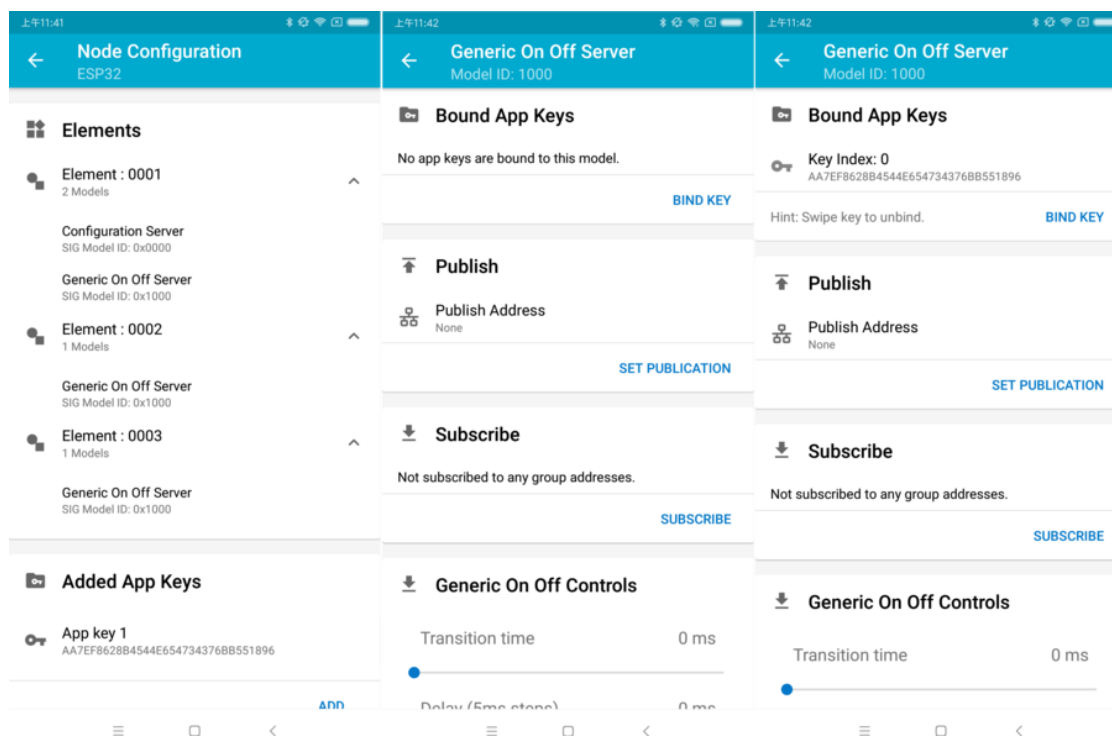 上午11:41
Node Configuration
ESP32
Elements
Element : 0001
2 Models
Configuration Server
SIG Model ID: 0x0000
Generic On Off Server
SIG Model ID: 0x1000
Element : 0002
1 Models
Generic On Off Server
SIG Model ID: 0x1000
Element : 0003
1 Models
Generic On Off Server
SIG Model ID: 0x1000
Added App Keys
App key 1
AA7EF8628B4544E654734376BB551896
ADD
上午11:42
Generic On Off Server
Model ID: 1000
Bound App Keys
No app keys are bound to this model.
BIND KEY
Publish
Publish Address
None
SET PUBLICATION
Subscribe
Not subscribed to any group addresses.
SUBSCRIBE
Generic On Off Controls
Transition time 0 ms
Delay (5ms steps) 0 ms
上午11:42
Generic On Off Server
Model ID: 1000
Bound App Keys
Key Index: 0
AA7EF8628B4544E654734376BB551896
Hint: Swipe key to unbind. BIND KEY
Publish
Publish Address
None
SET PUBLICATION
Subscribe
Not subscribed to any group addresses.
SUBSCRIBE
Generic On Off Controls
Transition time 0 ms